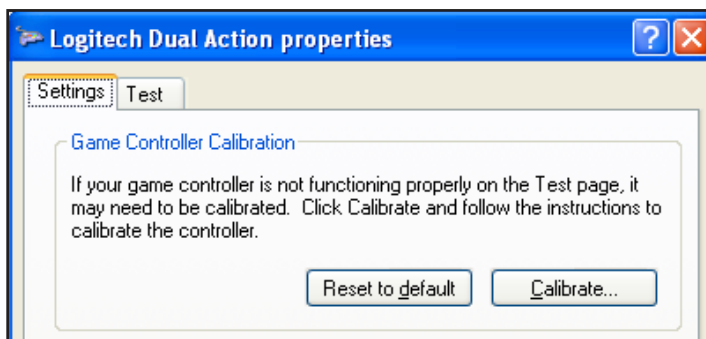 Logitech Dual Action properties
Settings Test
Game Controller Calibration
If your game controller is not functioning properly on the Test page, it
may need to be calibrated. Click Calibrate and follow the instructions to
calibrate the controller.
Reset to default Calibrate...